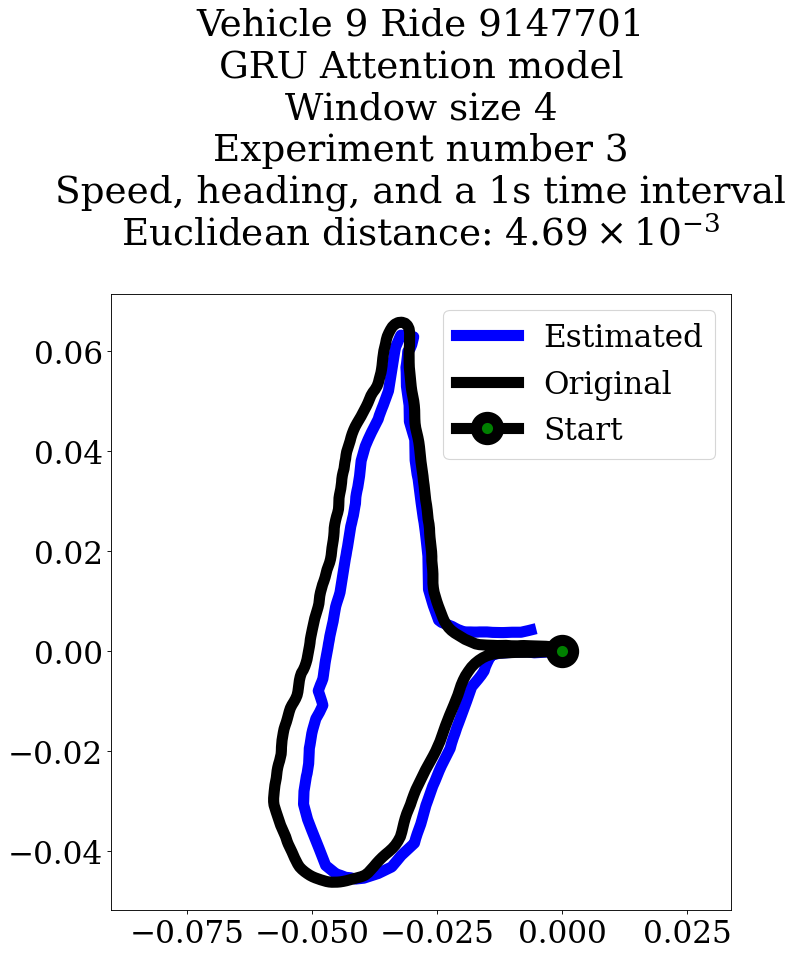 Vehicle 9 Ride 9147701
GRU Attention model
Window size 4
Experiment number 3
Speed, heading, and a 1s time interval
Euclidean distance: 4.69 × 10⁻³
Estimated
Original
Start
0.06
0.04
0.02
0.00
−0.02
−0.04
−0.075 −0.050 −0.025 0.000 0.025